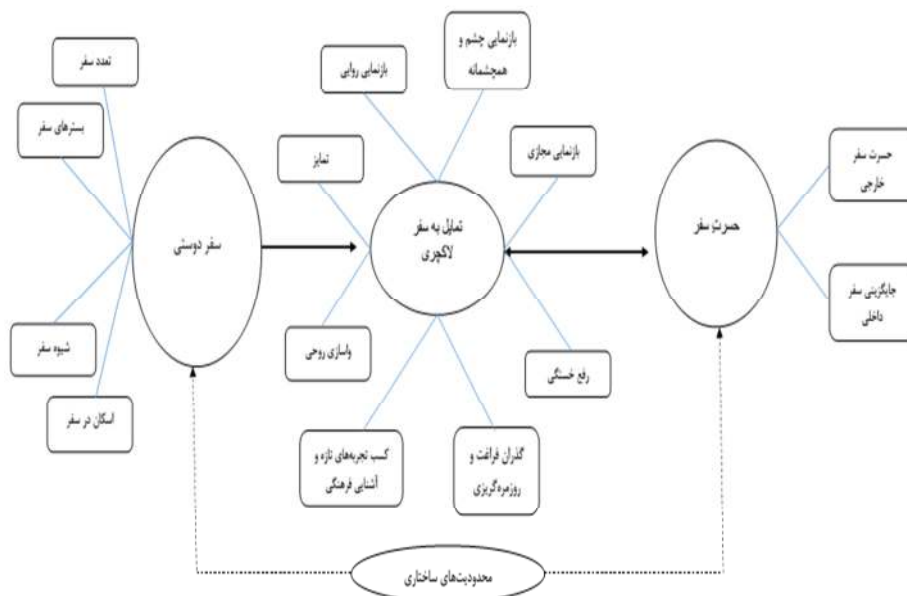 تعدد سفر
بسترهای سفر
سفر دوستی
شیوه سفر
اسکان در سفر
بازنمایی چشم و
همچشمانه
بازنمایی روایی
تمایز
بازنمایی مجازی
تمایل به سفر
لاکچری
واسازی روحی
رفع خستگی
کسب تجربه‌های تازه و
آشنایی فرهنگی
گذران فراغت و
روزمره‌گریزی
حسرت سفر
حسرت سفر
خارجی
جایگزینی سفر
داخلی
محدودیت‌های ساختاری